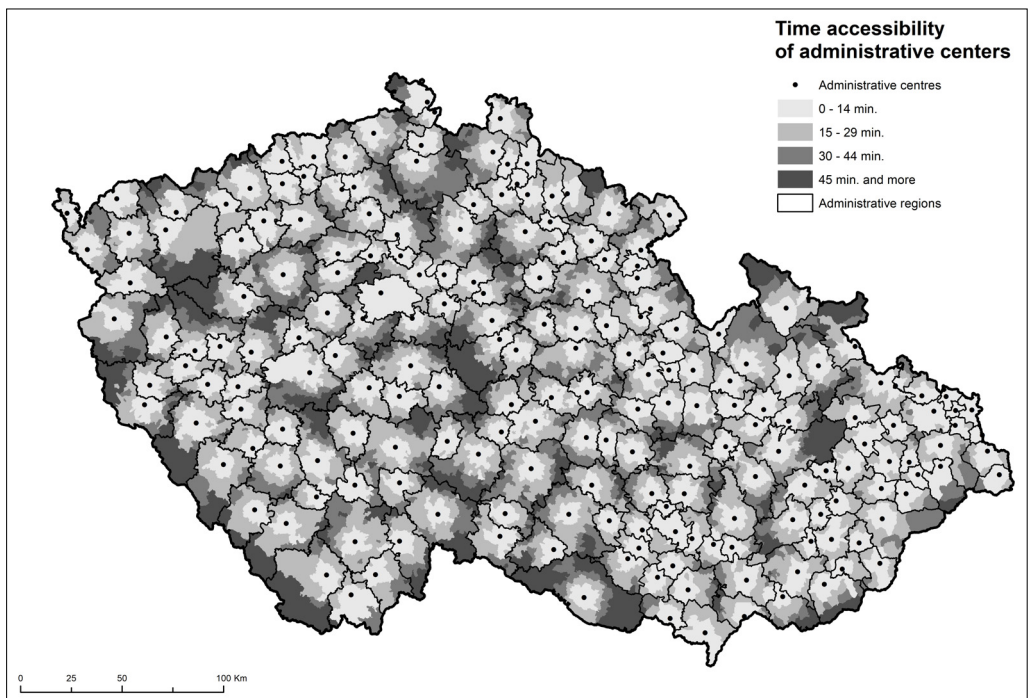 Time accessibility
of administrative centers
Administrative centres
0 - 14 min.
15 - 29 min.
30 - 44 min.
45 min. and more
Administrative regions
0 25 50 100 Km